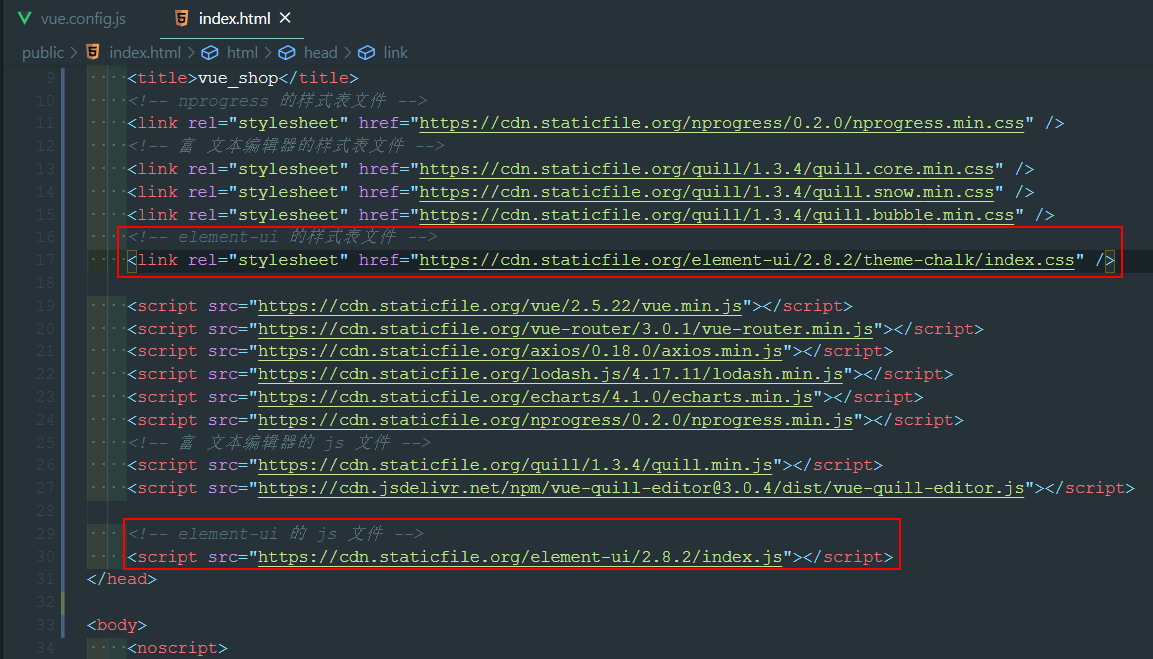 vue.config.js index.html
public > index.html > html > head > link
9 <title>vue_shop</title>
10 <!-- nprogress 的样式表文件 -->
11 <link rel="stylesheet" href="https://cdn.staticfile.org/nprogress/0.2.0/nprogress.min.css" />
12 <!-- 富 文本编辑器的样式表文件 -->
13 <link rel="stylesheet" href="https://cdn.staticfile.org/quill/1.3.4/quill.core.min.css" />
14 <link rel="stylesheet" href="https://cdn.staticfile.org/quill/1.3.4/quill.snow.min.css" />
15 <link rel="stylesheet" href="https://cdn.staticfile.org/quill/1.3.4/quill.bubble.min.css" />
16 <!-- element-ui 的样式表文件 -->
17 <link rel="stylesheet" href="https://cdn.staticfile.org/element-ui/2.8.2/theme-chalk/index.css" />
18
19 <script src="https://cdn.staticfile.org/vue/2.5.22/vue.min.js"></script>
20 <script src="https://cdn.staticfile.org/vue-router/3.0.1/vue-router.min.js"></script>
21 <script src="https://cdn.staticfile.org/axios/0.18.0/axios.min.js"></script>
22 <script src="https://cdn.staticfile.org/lodash.js/4.17.11/lodash.min.js"></script>
23 <script src="https://cdn.staticfile.org/echarts/4.1.0/echarts.min.js"></script>
24 <script src="https://cdn.staticfile.org/nprogress/0.2.0/nprogress.min.js"></script>
25 <!-- 富 文本编辑器的 js 文件 -->
26 <script src="https://cdn.staticfile.org/quill/1.3.4/quill.min.js"></script>
27 <script src="https://cdn.jsdelivr.net/npm/vue-quill-editor@3.0.4/dist/vue-quill-editor.js"></script>
28
29 <!-- element-ui 的 js 文件 -->
30 <script src="https://cdn.staticfile.org/element-ui/2.8.2/index.js"></script>
31 </head>
32
33 <body>
34 <noscript>